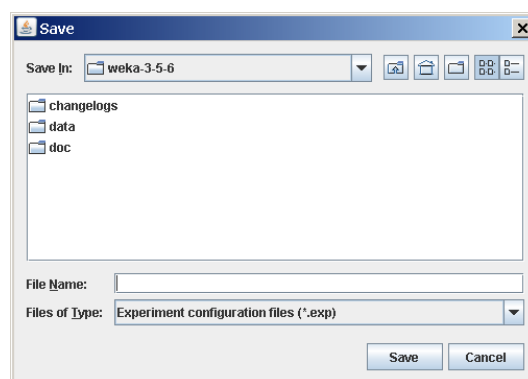 Save
Save In: weka-3-5-6
changelogs
data
doc
File Name:
Files of Type: Experiment configuration files (*.exp)
Save Cancel